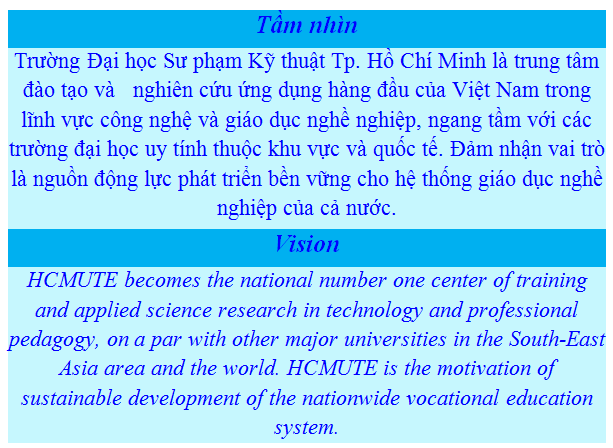 Tầm nhìn
Trường Đại học Sư phạm Kỹ thuật Tp. Hồ Chí Minh là trung tâm
đào tạo và nghiên cứu ứng dụng hàng đầu của Việt Nam trong
lĩnh vực công nghệ và giáo dục nghề nghiệp, ngang tầm với các
trường đại học uy tính thuộc khu vực và quốc tế. Đảm nhận vai trò
là nguồn động lực phát triển bền vững cho hệ thống giáo dục nghề
nghiệp của cả nước.
Vision
HCMUTE becomes the national number one center of training
and applied science research in technology and professional
pedagogy, on a par with other major universities in the South-East
Asia area and the world. HCMUTE is the motivation of
sustainable development of the nationwide vocational education
system.